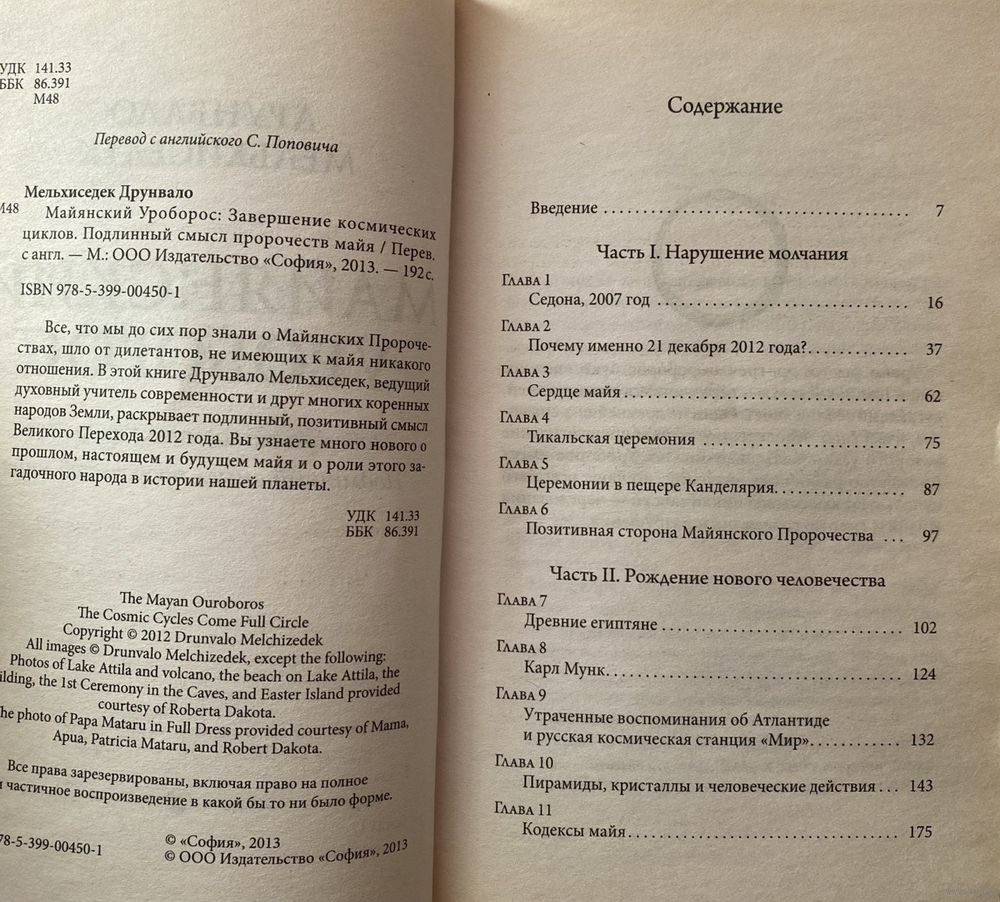 УДК 141.33
ББК 86.391
М48
Перевод с английского С. Поповича
Мельхиседек Друнвало
М48 Майянский Уроборос: Завершение космических
циклов. Подлинный смысл пророчеств майя / Перев.
с англ. — М.: ООО Издательство «София», 2013. — 192 с.
ISBN 978-5-399-00450-1
Все, что мы до сих пор знали о Майянских Пророче-
ствах, шло от дилетантов, не имеющих к майя никакого
отношения. В этой книге Друнвало Мельхиседек, ведущий
духовный учитель современности и друг многих коренных
народов Земли, раскрывает подлинный, позитивный смысл
Великого Перехода 2012 года. Вы узнаете много нового о
прошлом, настоящем и будущем майя и о роли этого за-
гадочного народа в истории нашей планеты.
УДК 141.33
ББК 86.391
The Mayan Ouroboros
The Cosmic Cycles Come Full Circle
Copyright © 2012 Drunvalo Melchizedek
All images © Drunvalo Melchizedek, except the following:
Photos of Lake Attila and volcano, the beach on Lake Attila, the
ilding, the 1st Ceremony in the Caves, and Easter Island provided
courtesy of Roberta Dakota.
he photo of Papa Mataru in Full Dress provided courtesy of Mama,
Apua, Patricia Mataru, and Robert Dakota.
Все права зарезервированы, включая право на полное
и частичное воспроизведение в какой бы то ни было форме.
78-5-399-00450-1
© «София», 2013
© ООО Издательство «София», 2013
Содержание
Введение 7
Часть I. Нарушение молчания
Глава 1
Седона, 2007 год 16
Глава 2
Почему именно 21 декабря 2012 года? 37
Глава 3
Сердце майя 62
Глава 4
Тикальская церемония 75
Глава 5
Церемонии в пещере Канделярия 87
Глава 6
Позитивная сторона Майянского Пророчества 97
Часть II. Рождение нового человечества
Глава 7
Древние египтяне 102
Глава 8
Карл Мунк 124
Глава 9
Утраченные воспоминания об Атлантиде
и русская космическая станция «Мир» 132
Глава 10
Пирамиды, кристаллы и человеческие действия 143
Глава 11
Кодексы майя 175